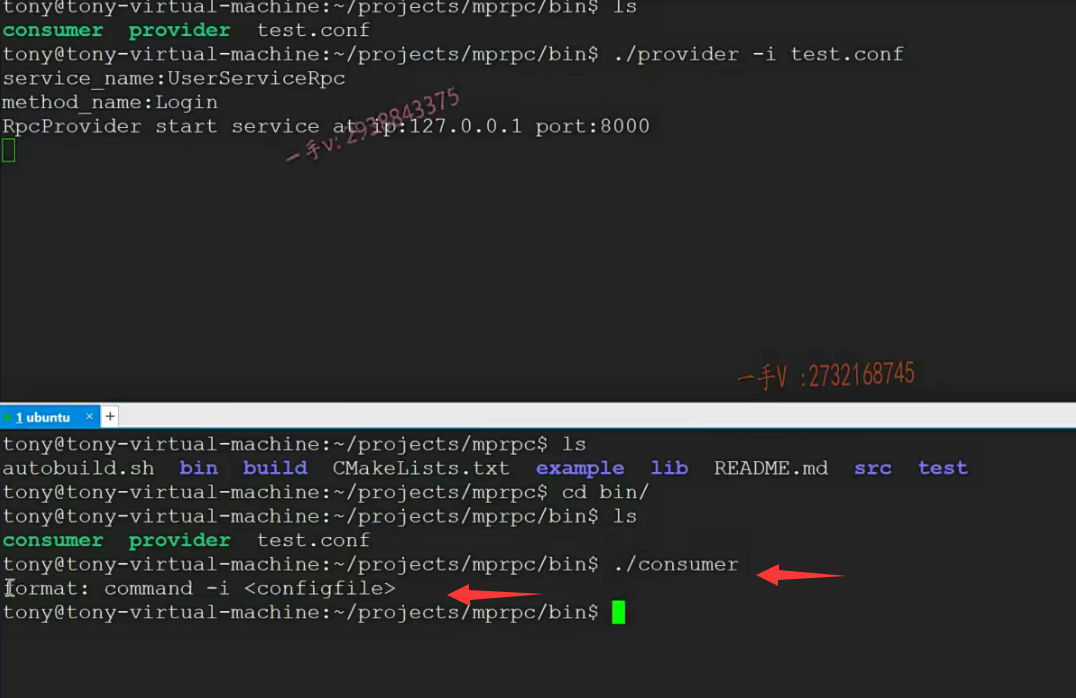 tony@tony-virtual-machine:~/projects/mprpc/bin$ ls
consumer provider test.conf
tony@tony-virtual-machine:~/projects/mprpc/bin$ ./provider -i test.conf
service_name:UserServiceRpc
method_name:Login
RpcProvider start service at ip:127.0.0.1 port:8000
一手v: 2938843375
一手V :2732168745
1 ubuntu × +
tony@tony-virtual-machine:~/projects/mprpc$ ls
autobuild.sh bin build CMakeLists.txt example lib README.md src test
tony@tony-virtual-machine:~/projects/mprpc$ cd bin/
tony@tony-virtual-machine:~/projects/mprpc/bin$ ls
consumer provider test.conf
tony@tony-virtual-machine:~/projects/mprpc/bin$ ./consumer
format: command -i <configfile>
tony@tony-virtual-machine:~/projects/mprpc/bin$